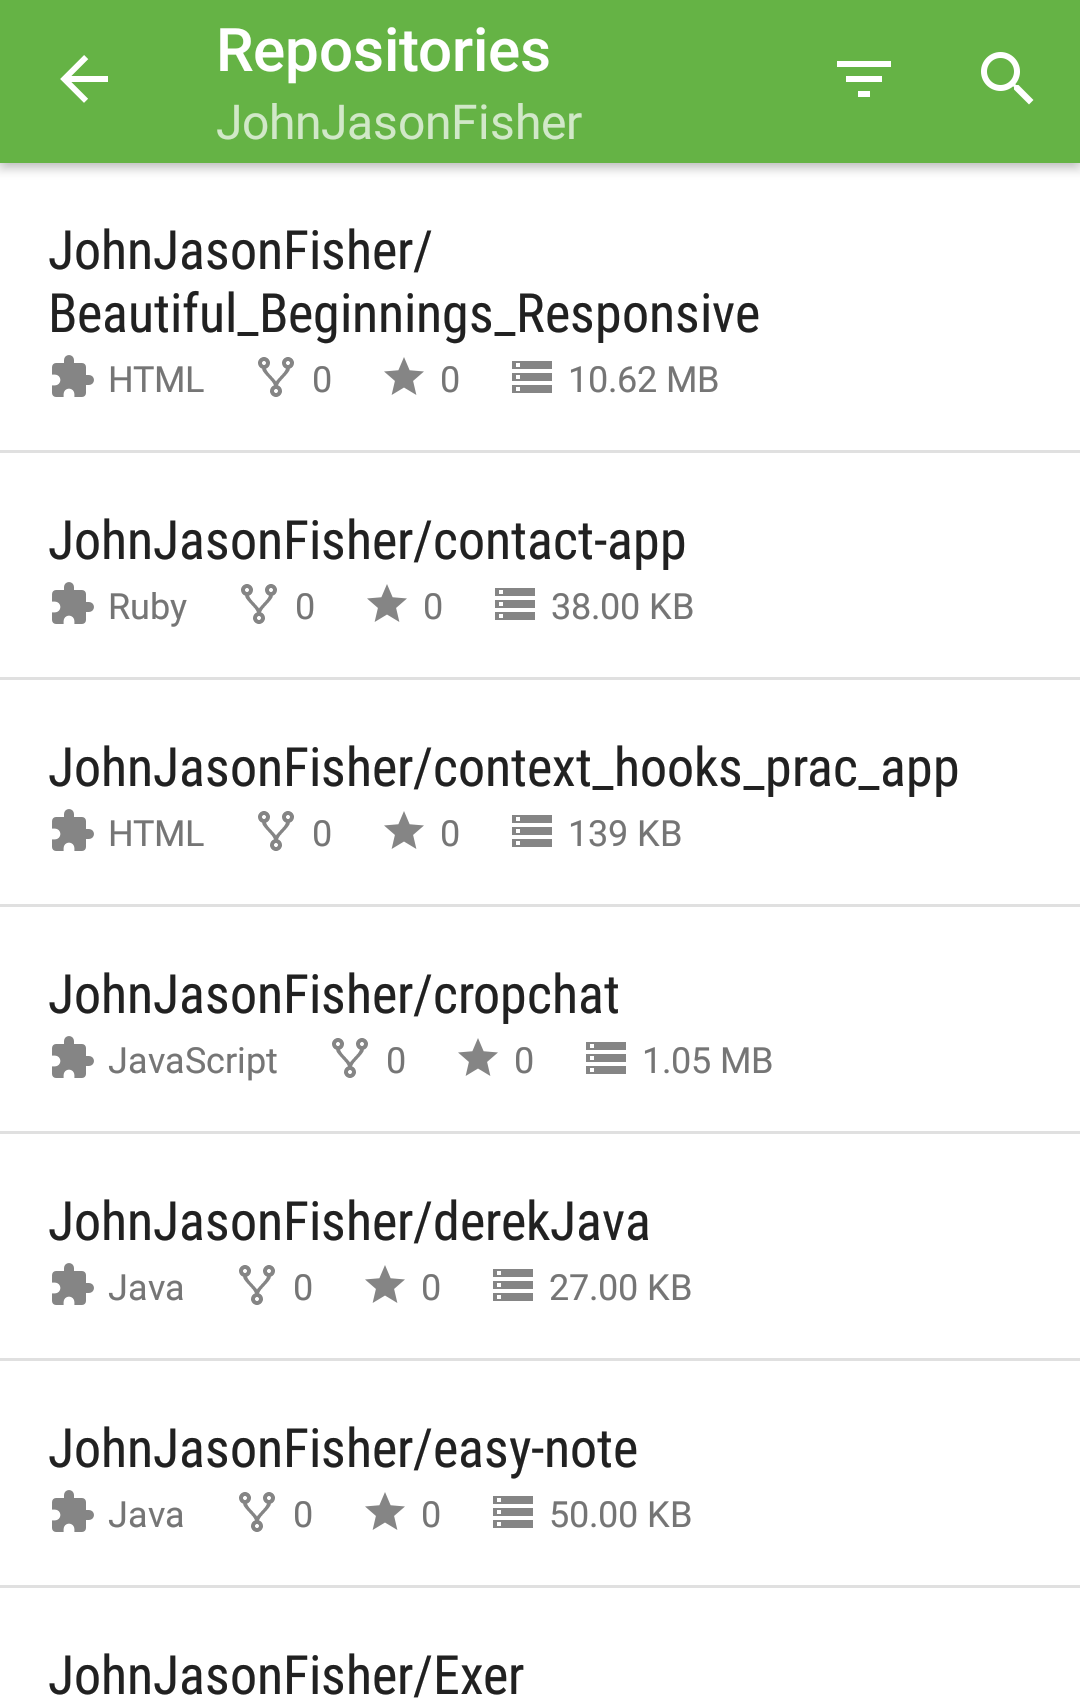 Repositories
JohnJasonFisher
JohnJasonFisher/
Beautiful_Beginnings_Responsive
HTML 0 0 10.62 MB
JohnJasonFisher/contact-app
Ruby 0 0 38.00 KB
JohnJasonFisher/context_hooks_prac_app
HTML 0 0 139 KB
JohnJasonFisher/cropchat
JavaScript 0 0 1.05 MB
JohnJasonFisher/derekJava
Java 0 0 27.00 KB
JohnJasonFisher/easy-note
Java 0 0 50.00 KB
JohnJasonFisher/Exer